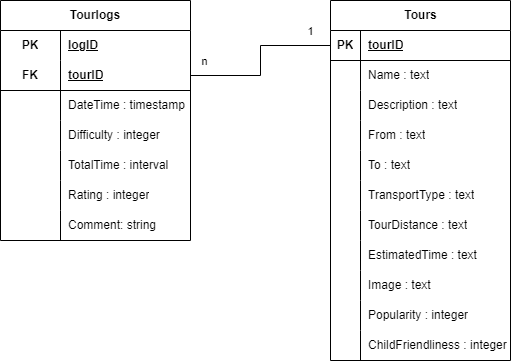 Tourlogs
PK logID
FK tourID
DateTime : timestamp
Difficulty : integer
TotalTime : interval
Rating : integer
Comment: string
n
1
Tours
PK tourID
Name : text
Description : text
From : text
To : text
TransportType : text
TourDistance : text
EstimatedTime : text
Image : text
Popularity : integer
ChildFriendliness : integer